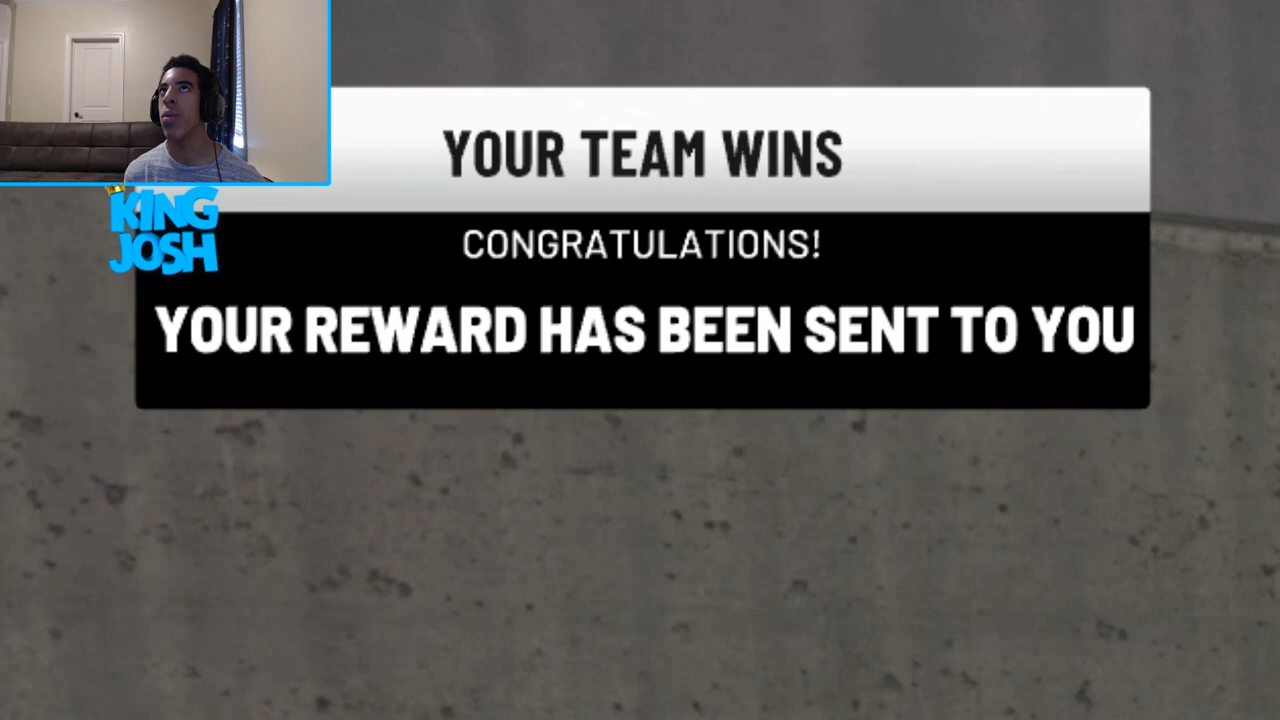 YOUR TEAM WINS
KING
JOSH
CONGRATULATIONS!
YOUR REWARD HAS BEEN SENT TO YOU